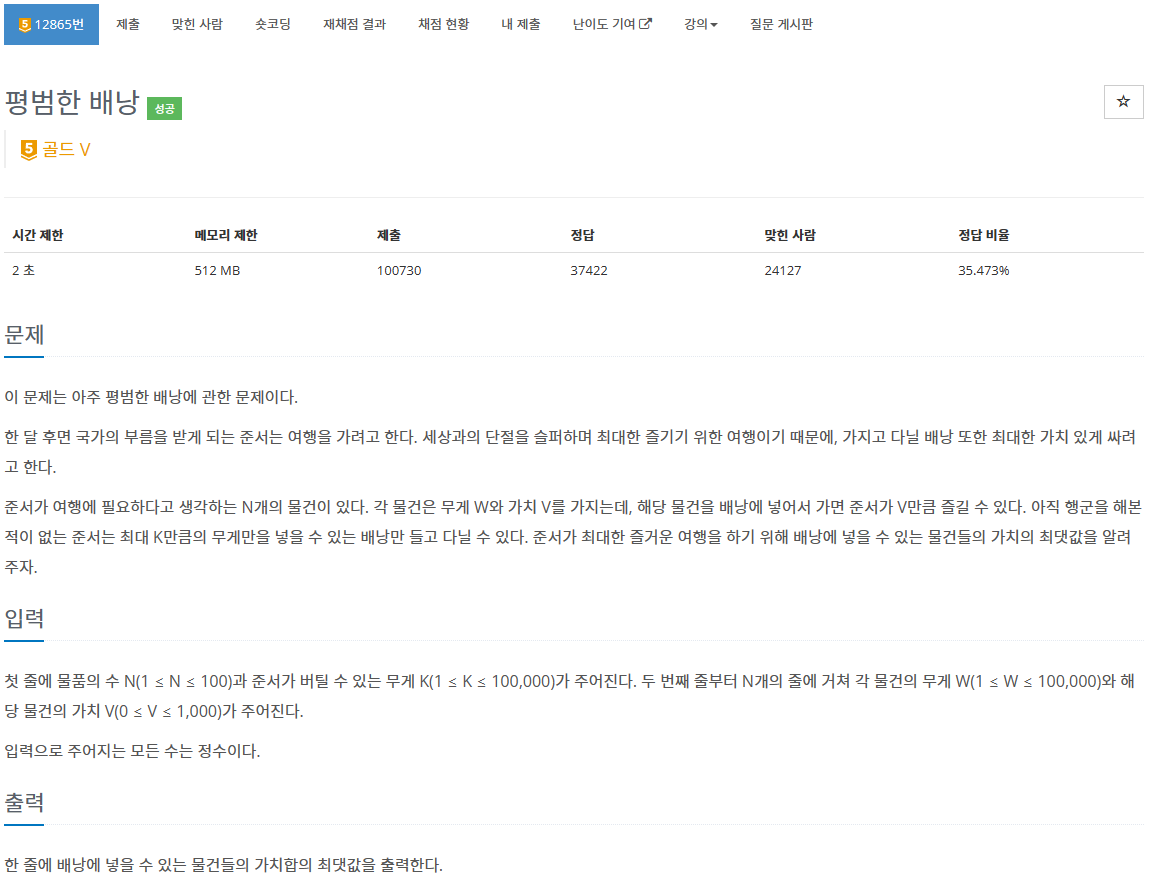 5 12865번 제출 맞힌 사람 숏코딩 재채점 결과 채점 현황 내 제출 난이도 기여 강의 질문 게시판
평범한 배낭 성공
5 골드 V
시간 제한 메모리 제한 제출 정답 맞힌 사람 정답 비율
2 초 512 MB 100730 37422 24127 35.473%
문제
이 문제는 아주 평범한 배낭에 관한 문제이다.
한 달 후면 국가의 부름을 받게 되는 준서는 여행을 가려고 한다. 세상과의 단절을 슬퍼하며 최대한 즐기기 위한 여행이기 때문에, 가지고 다닐 배낭 또한 최대한 가치 있게 싸려
고 한다.
준서가 여행에 필요하다고 생각하는 N개의 물건이 있다. 각 물건은 무게 W와 가치 V를 가지는데, 해당 물건을 배낭에 넣어서 가면 준서가 V만큼 즐길 수 있다. 아직 행군을 해본
적이 없는 준서는 최대 K만큼의 무게만을 넣을 수 있는 배낭만 들고 다닐 수 있다. 준서가 최대한 즐거운 여행을 하기 위해 배낭에 넣을 수 있는 물건들의 가치의 최댓값을 알려
주자.
입력
첫 줄에 물품의 수 N(1 ≤ N ≤ 100)과 준서가 버틸 수 있는 무게 K(1 ≤ K ≤ 100,000)가 주어진다. 두 번째 줄부터 N개의 줄에 거쳐 각 물건의 무게 W(1 ≤ W ≤ 100,000)와 해
당 물건의 가치 V(0 ≤ V ≤ 1,000)가 주어진다.
입력으로 주어지는 모든 수는 정수이다.
출력
한 줄에 배낭에 넣을 수 있는 물건들의 가치합의 최댓값을 출력한다.